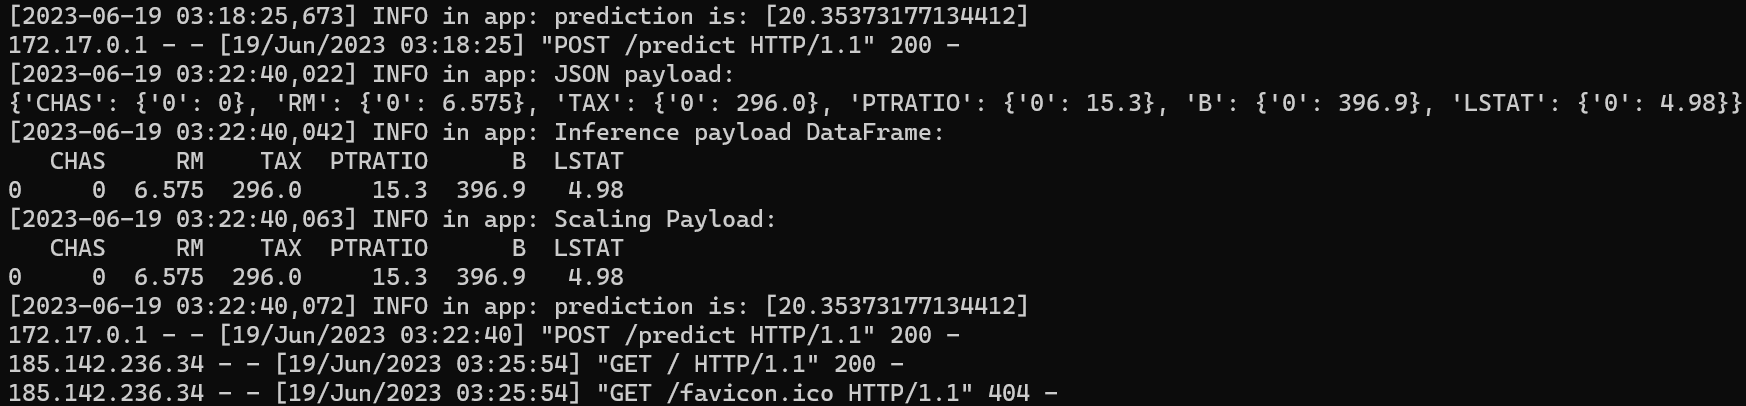 [2023-06-19 03:18:25,673] INFO in app: prediction is: [20.35373177134412]
172.17.0.1 - - [19/Jun/2023 03:18:25] "POST /predict HTTP/1.1" 200 -
[2023-06-19 03:22:40,022] INFO in app: JSON payload:
{'CHAS': {'0': 0}, 'RM': {'0': 6.575}, 'TAX': {'0': 296.0}, 'PTRATIO': {'0': 15.3}, 'B': {'0': 396.9}, 'LSTAT': {'0': 4.98}}
[2023-06-19 03:22:40,042] INFO in app: Inference payload DataFrame:
   CHAS     RM    TAX  PTRATIO      B  LSTAT
0     0  6.575  296.0     15.3  396.9   4.98
[2023-06-19 03:22:40,063] INFO in app: Scaling Payload:
   CHAS     RM    TAX  PTRATIO      B  LSTAT
0     0  6.575  296.0     15.3  396.9   4.98
[2023-06-19 03:22:40,072] INFO in app: prediction is: [20.35373177134412]
172.17.0.1 - - [19/Jun/2023 03:22:40] "POST /predict HTTP/1.1" 200 -
185.142.236.34 - - [19/Jun/2023 03:25:54] "GET / HTTP/1.1" 200 -
185.142.236.34 - - [19/Jun/2023 03:25:54] "GET /favicon.ico HTTP/1.1" 404 -